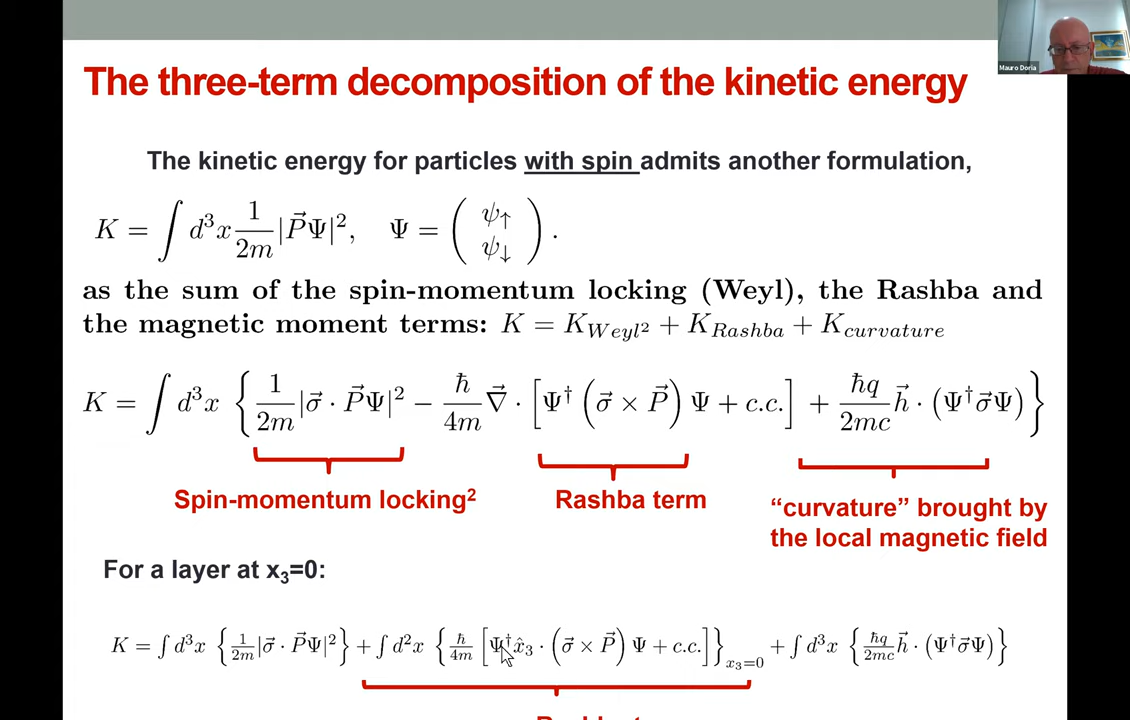 Mauro Doria
The three-term decomposition of the kinetic energy
The kinetic energy for particles with spin admits another formulation,
K = ∫ d³x 1/2m |P⃗Ψ|², Ψ = ( ψ↑ ψ↓ ) .
as the sum of the spin-momentum locking (Weyl), the Rashba and
the magnetic moment terms: K = K_{Weyl²} + K_{Rashba} + K_{curvature}
K = ∫ d³x { 1/2m |σ⃗ · P⃗Ψ|² − ħ/4m ∇⃗ · [Ψ† (σ⃗ × P⃗) Ψ + c.c.] + ħq/2mc h⃗ · (Ψ†σ⃗Ψ) }
Spin-momentum locking²
Rashba term
“curvature” brought by
the local magnetic field
For a layer at x₃=0:
K = ∫ d³x { 1/2m |σ⃗ · P⃗Ψ|² } + ∫ d²x { ħ/4m [Ψ† x̂₃ · (σ⃗ × P⃗) Ψ + c.c.] }_{x₃=0} + ∫ d³x { ħq/2mc h⃗ · (Ψ†σ⃗Ψ) }